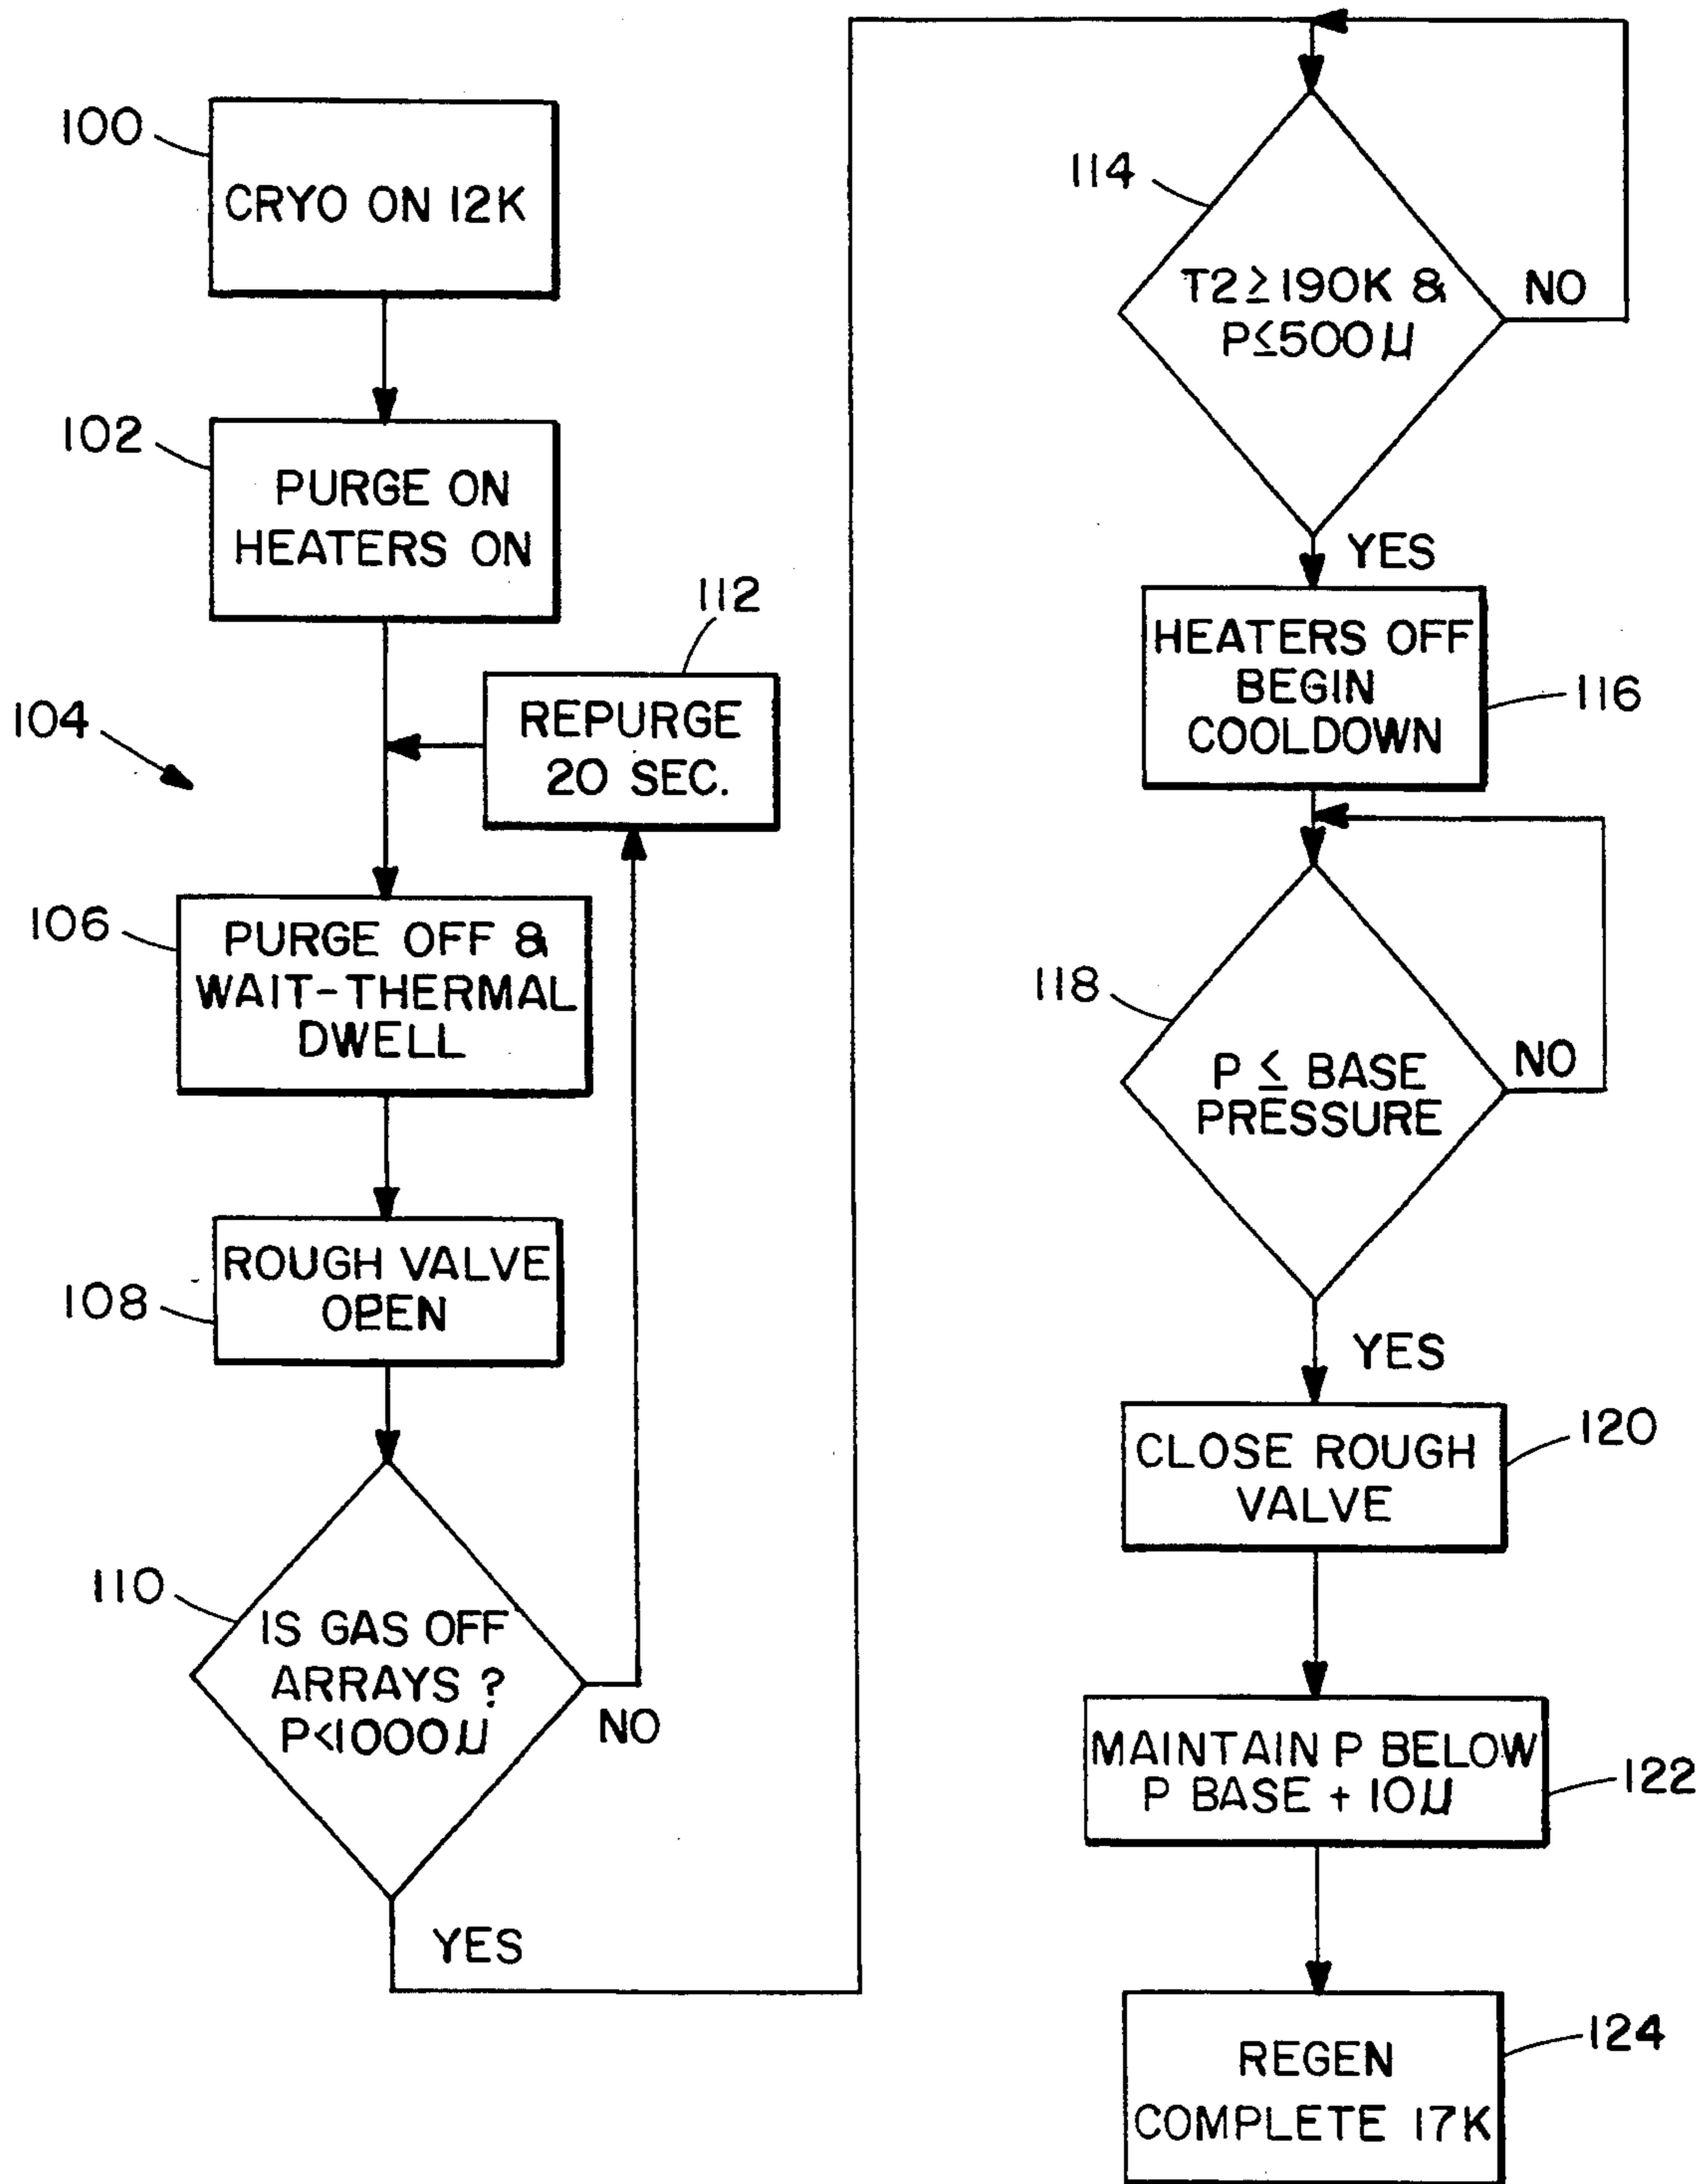 100
CRYO ON 12K
102
PURGE ON
HEATERS ON
112
REPURGE
20 SEC.
104
106
PURGE OFF &
WAIT-THERMAL
DWELL
108
ROUGH VALVE
OPEN
110
IS GAS OFF
ARRAYS ?
P<1000μ
NO
YES
114
T2≥190K &
P≤500μ
NO
YES
HEATERS OFF
BEGIN
COOLDOWN
116
118
P ≤ BASE
PRESSURE
NO
YES
120
CLOSE ROUGH
VALVE
MAINTAIN P BELOW
P BASE + 10μ
122
124
REGEN
COMPLETE 17K